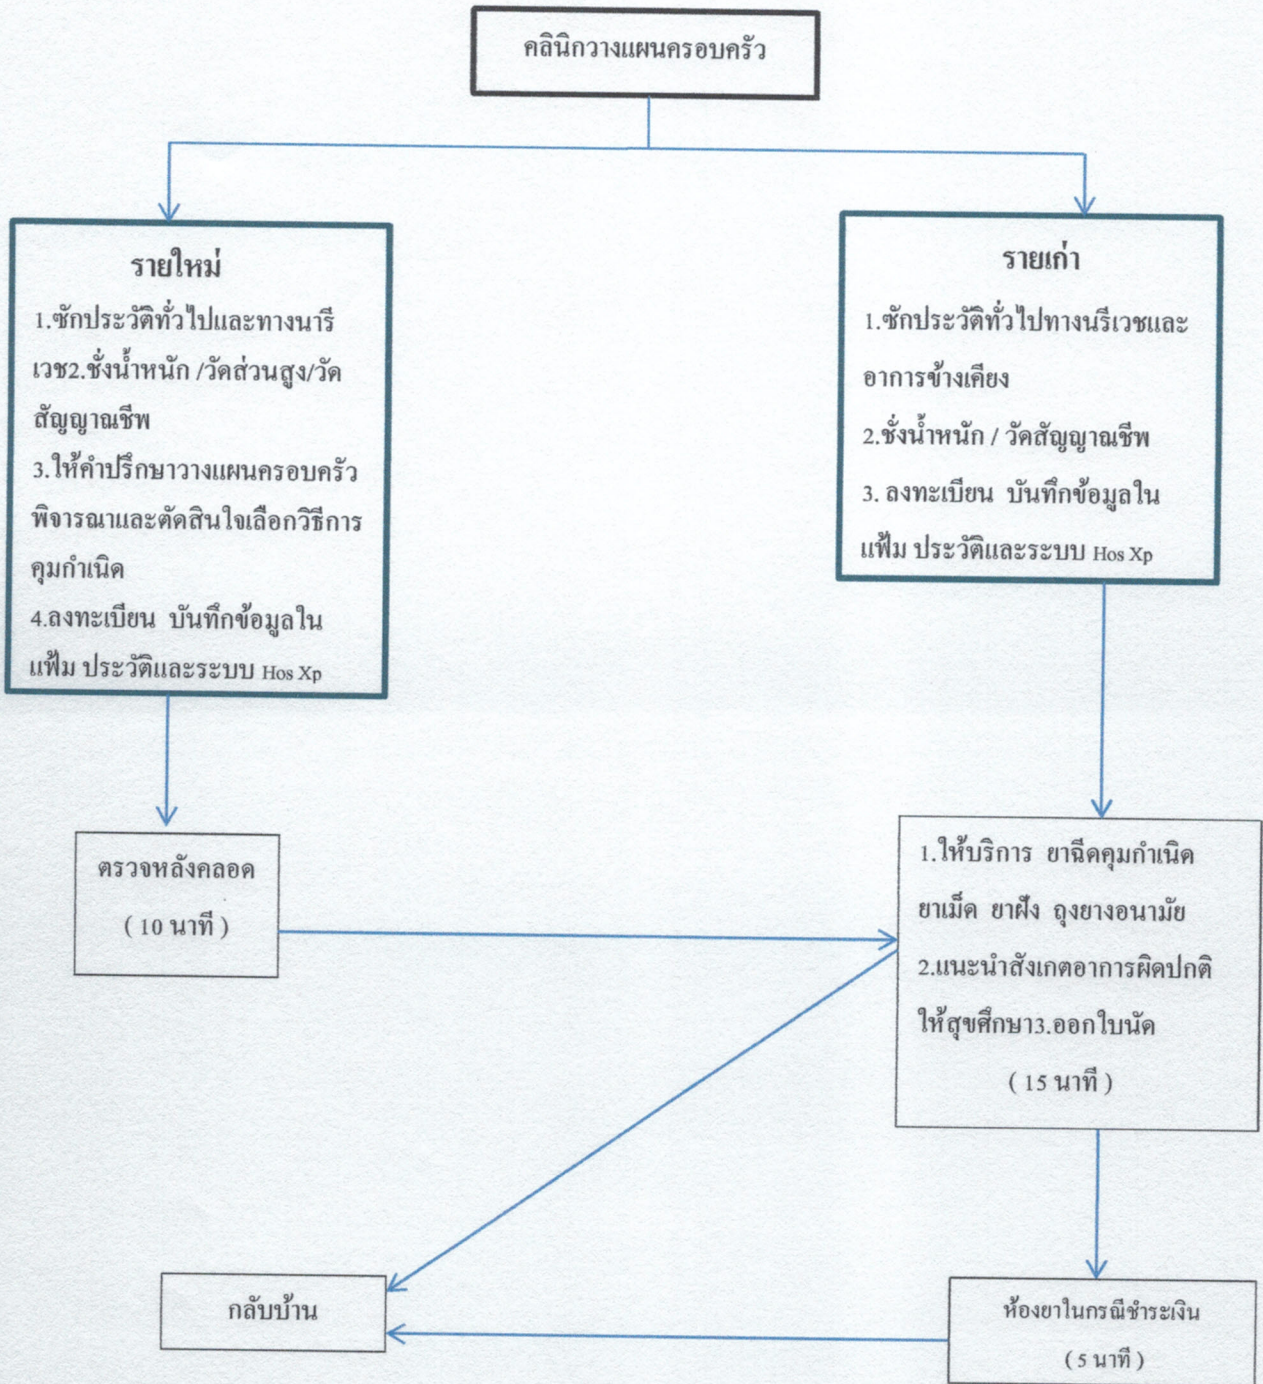 คลินิกวางแผนครอบครัว
รายใหม่
1.ซักประวัติทั่วไปและทางนารี
เวช2.ชั่งน้ำหนัก /วัดส่วนสูง/วัด
สัญญาณชีพ
3.ให้คำปรึกษาวางแผนครอบครัว
พิจารณาและตัดสินใจเลือกวิธีการ
คุมกำเนิด
4.ลงทะเบียน บันทึกข้อมูลใน
แฟ้ม ประวัติและระบบ Hos Xp
รายเก่า
1.ซักประวัติทั่วไปทางนรีเวชและ
อาการข้างเคียง
2.ชั่งน้ำหนัก / วัดสัญญาณชีพ
3. ลงทะเบียน บันทึกข้อมูลใน
แฟ้ม ประวัติและระบบ Hos Xp
ตรวจหลังคลอด
( 10 นาที )
1.ให้บริการ ยาฉีดคุมกำเนิด
ยาเม็ด ยาฝัง ถุงยางอนามัย
2.แนะนำสังเกตอาการผิดปกติ
ให้สุขศึกษา3.ออกใบนัด
( 15 นาที )
กลับบ้าน
ห้องยาในกรณีชำระเงิน
( 5 นาที )